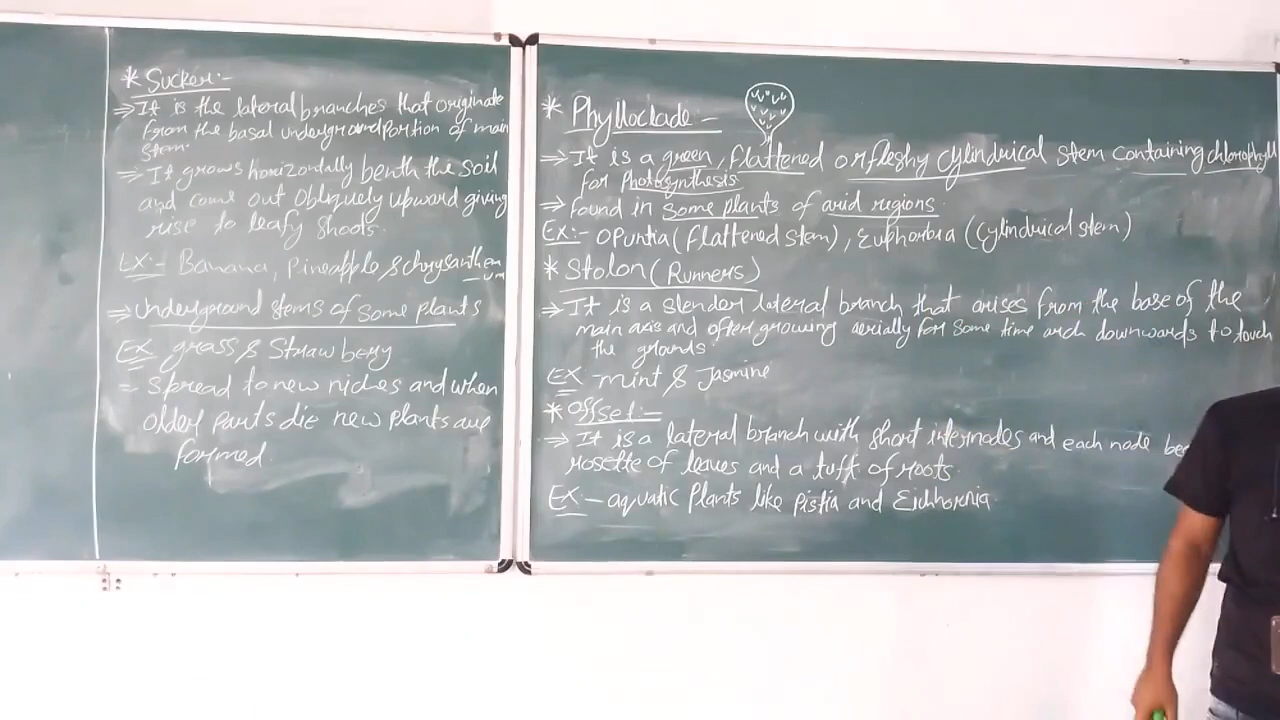 * Sucker:-
⇒ It is the lateral branches that originate
from the basal underground portion of main
stem.
⇒ It grows horizontally benth the soil
and come out obliquely upward giving
rise to leafy shoots.
Ex:- Banana, Pineapple & chrysanthem
um
⇒ Underground stems of some plants
Ex grass & Strawbery
= spread to new niches and when
older parts die new plants are
formed.
* Phylloclade:-
⇒ It is a green, flattened or fleshy cylindrical stem containing chlorophyll
for Photosynthesis
⇒ found in some plants of arid regions.
Ex:- Opuntia (flattened stem), Euphorbia (cylindrical stem)
* Stolon (Runners)
⇒ It is a slender lateral branch that arises from the base of the
main axis and often growing aerially for some time arch downwards to touch
the grounds.
Ex mint & Jasmine
* Offset:-
⇒ It is a lateral branch with short internodes and each node be
rosette of leaves and a tuft of roots.
Ex:- aquatic plants like pistia and Eichhornia.